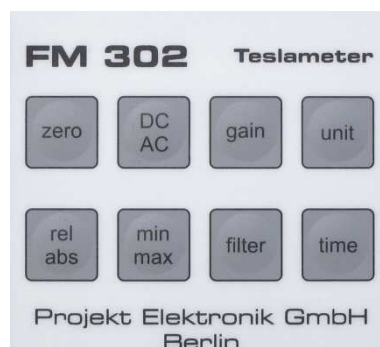 FM 302 Teslameter
zero DC AC gain unit
rel abs min max filter time
Projekt Elektronik GmbH
Berlin